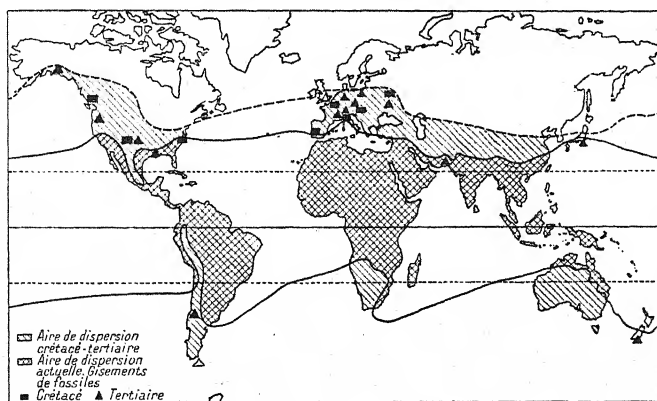 Aire de dispersion
crétacé-tertiaire
Aire de dispersion
actuelle. Gisements
de fossiles
Crétacé Tertiaire